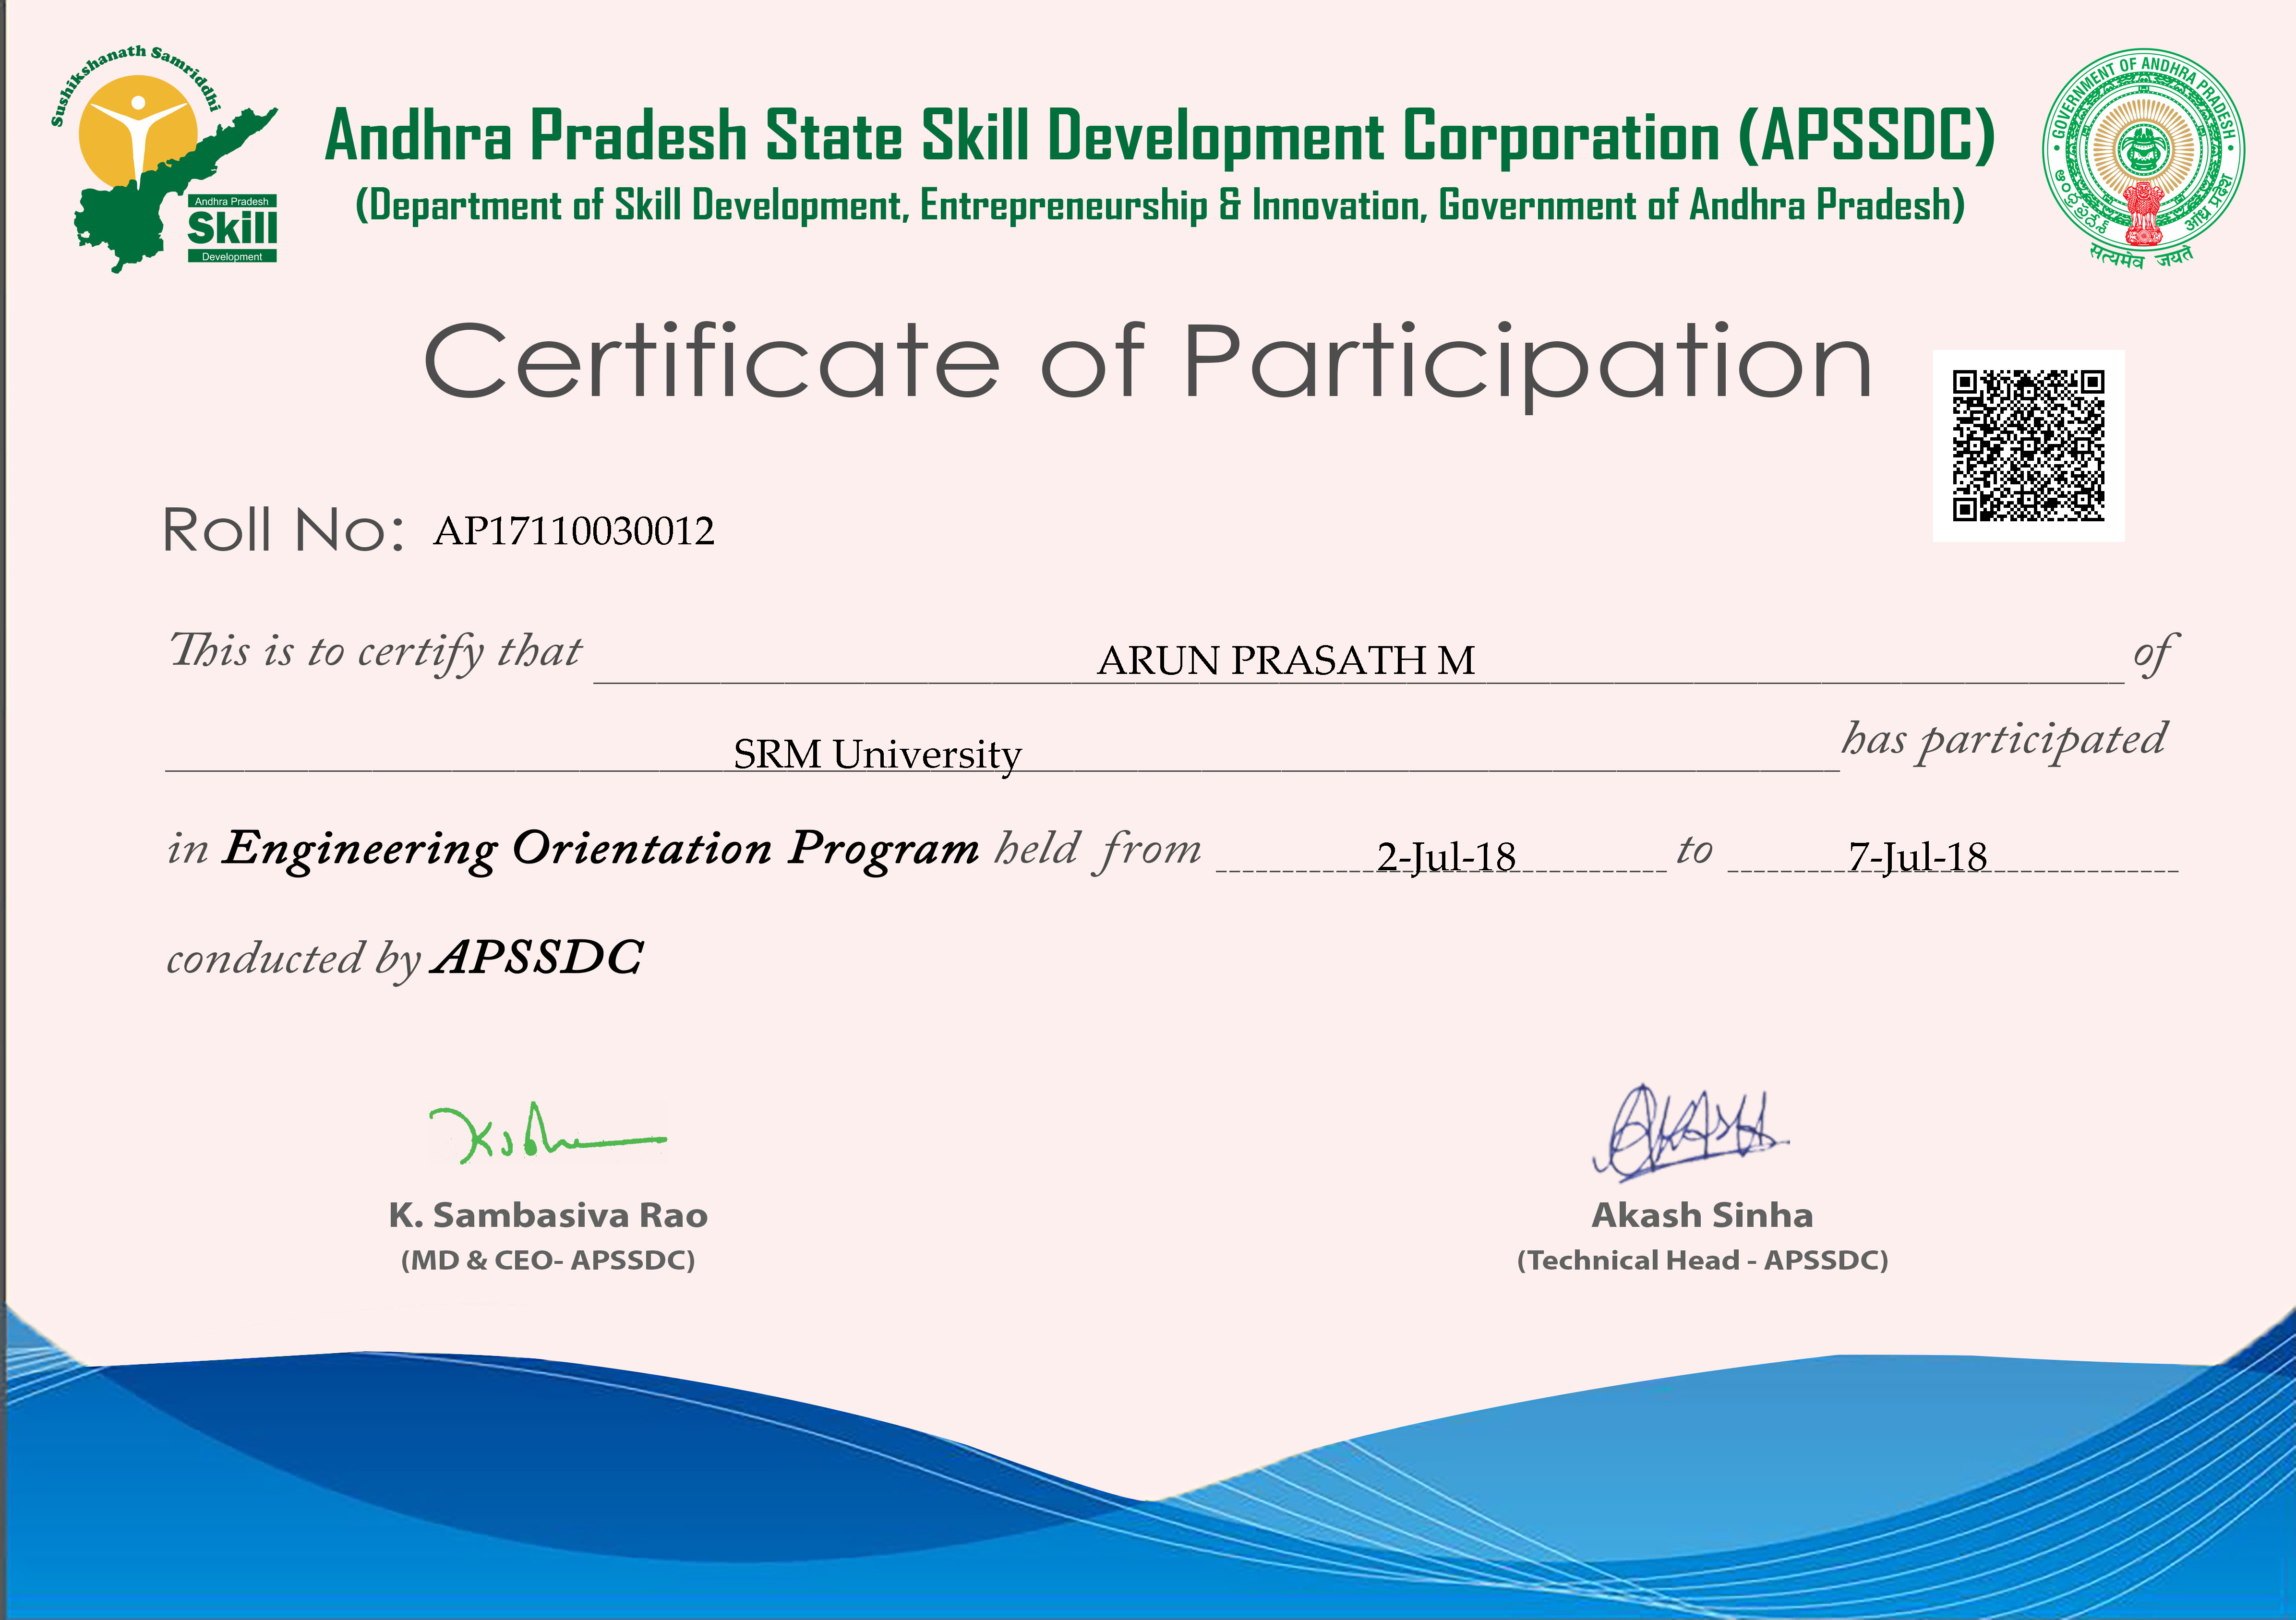 Sushikshanath Samriddhi
Andhra Pradesh
Skill
Development
Andhra Pradesh State Skill Development Corporation (APSSDC)
(Department of Skill Development, Entrepreneurship & Innovation, Government of Andhra Pradesh)
GOVERNMENT OF ANDHRA PRADESH
ఆంధ్రప్రదేశ్
आंध्र प्रदेश
सत्यमेव जयते
Certificate of Participation
Roll No: AP17110030012
This is to certify that ARUN PRASATH M of
SRM University has participated
in Engineering Orientation Program held from 2-Jul-18 to 7-Jul-18
conducted by APSSDC
AKASH
K. Sambasiva Rao
(MD & CEO- APSSDC)
Akash Sinha
(Technical Head - APSSDC)